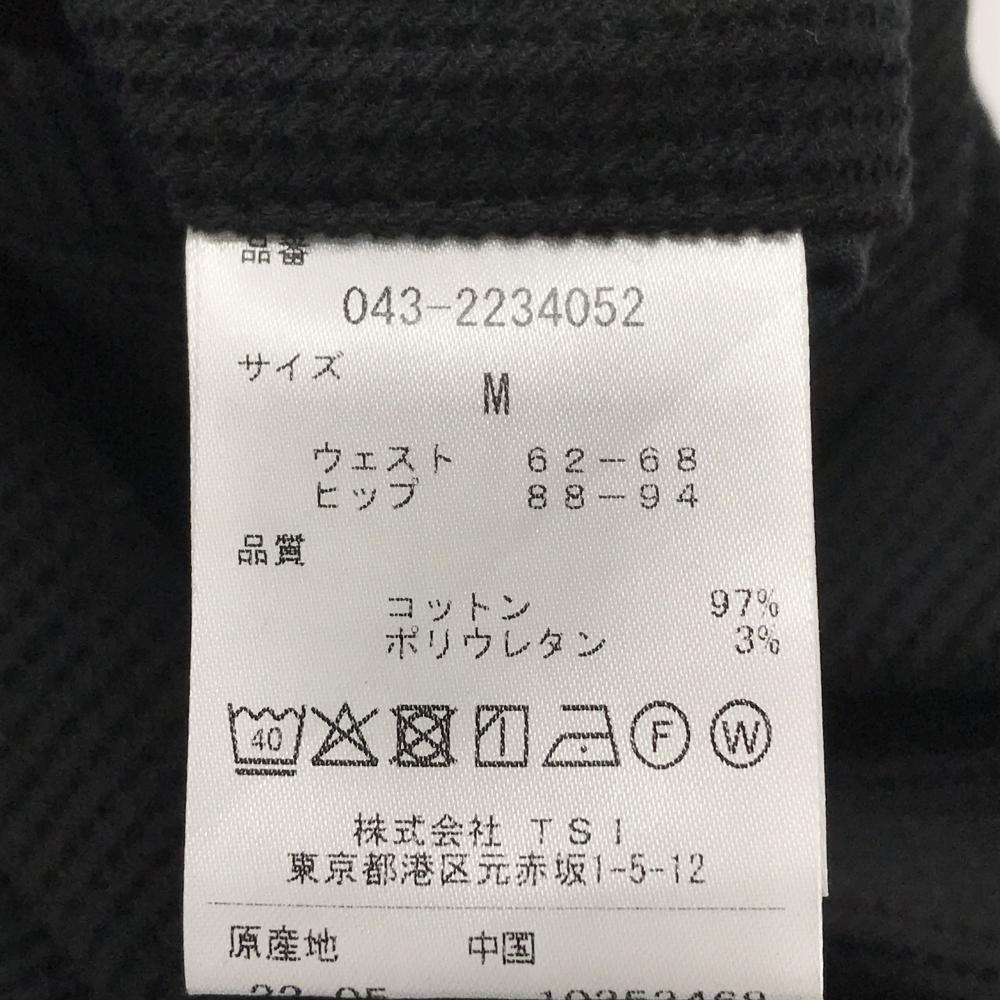 品番
043-2234052
サイズ
M
ウェスト 62-68
ヒップ 88-94
品質
コットン 97%
ポリウレタン 3%
40 F W
株式会社 TSI
東京都港区元赤坂1-5-12
原産地 中国